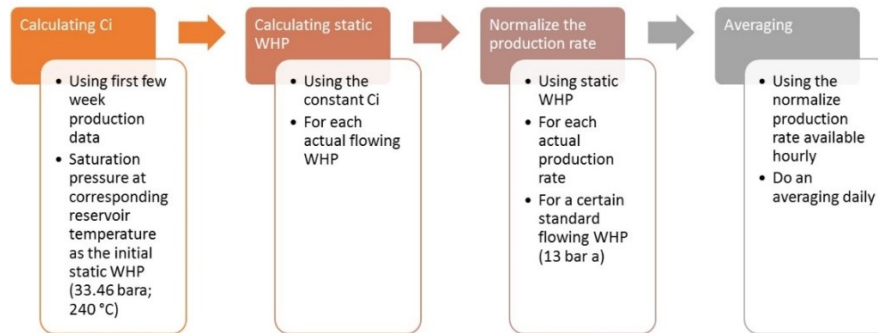 Calculating Ci
• Using first few
week
production
data
• Saturation
pressure at
corresponding
reservoir
temperature
as the initial
static WHP
(33.46 bara;
240 °C)
Calculating static
WHP
• Using the
constant Ci
• For each
actual flowing
WHP
Normalize the
production rate
• Using static
WHP
• For each
actual
production
rate
• For a certain
standard
flowing WHP
(13 bar a)
Averaging
• Using the
normalize
production
rate available
hourly
• Do an
averaging daily